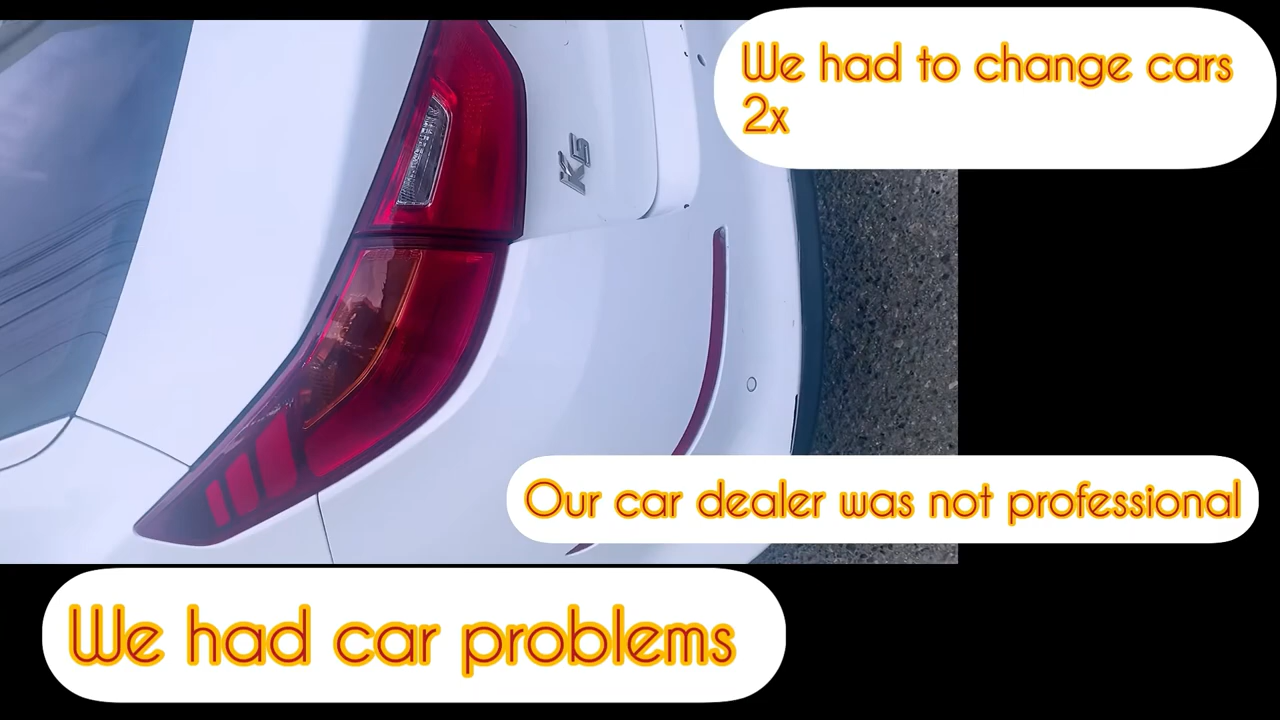 We had to change cars
2x
K5
Our car dealer was not professional
We had car problems